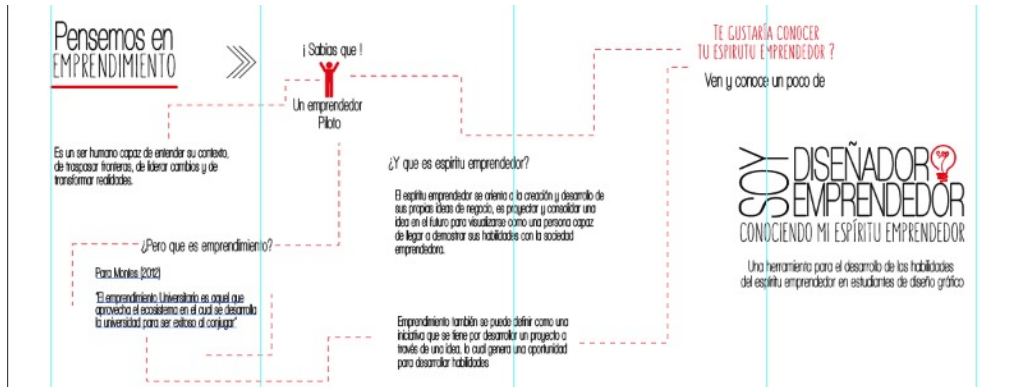 Pensemos en
EMPRENDIMIENTO
¡ Sabias que !
Un emprendedor
Piloto
Es un ser humano capaz de entender su contexto,
de traspasar fronteras, de liderar cambios y de
transformar realidades.
¿Pero que es emprendimiento?
Para Montes (2012)
"El emprendimiento Universitario es aquel que
aprovecha el ecosistema en el cual se desarrolla
la universidad para ser exitoso al conjugar"
¿Y que es espiritu emprendedor?
El espíritu emprendedor se orienta a la creación y desarrollo de
sus propias ideas de negocio, es proyectar y consolidar una
idea en el futuro para visualizarse como una persona capaz
de llegar a demostrar sus habilidades con la sociedad
emprendedora.
Emprendimiento también se puede definir como una
iniciativa que se tiene por desarrollar un proyecto a
través de una idea, lo cual genera una oportunidad
para desarrollar habilidades
TE GUSTARÍA CONOCER
TU ESPIRUTU EMPRENDEDOR ?
Ven y conoce un poco de
SOY
DISEÑADOR
EMPRENDEDOR
CONOCIENDO MI ESPÍRITU EMPRENDEDOR
Una herramienta para el desarrollo de las habilidades
del espíritu emprendedor en estudiantes de diseño gráfico